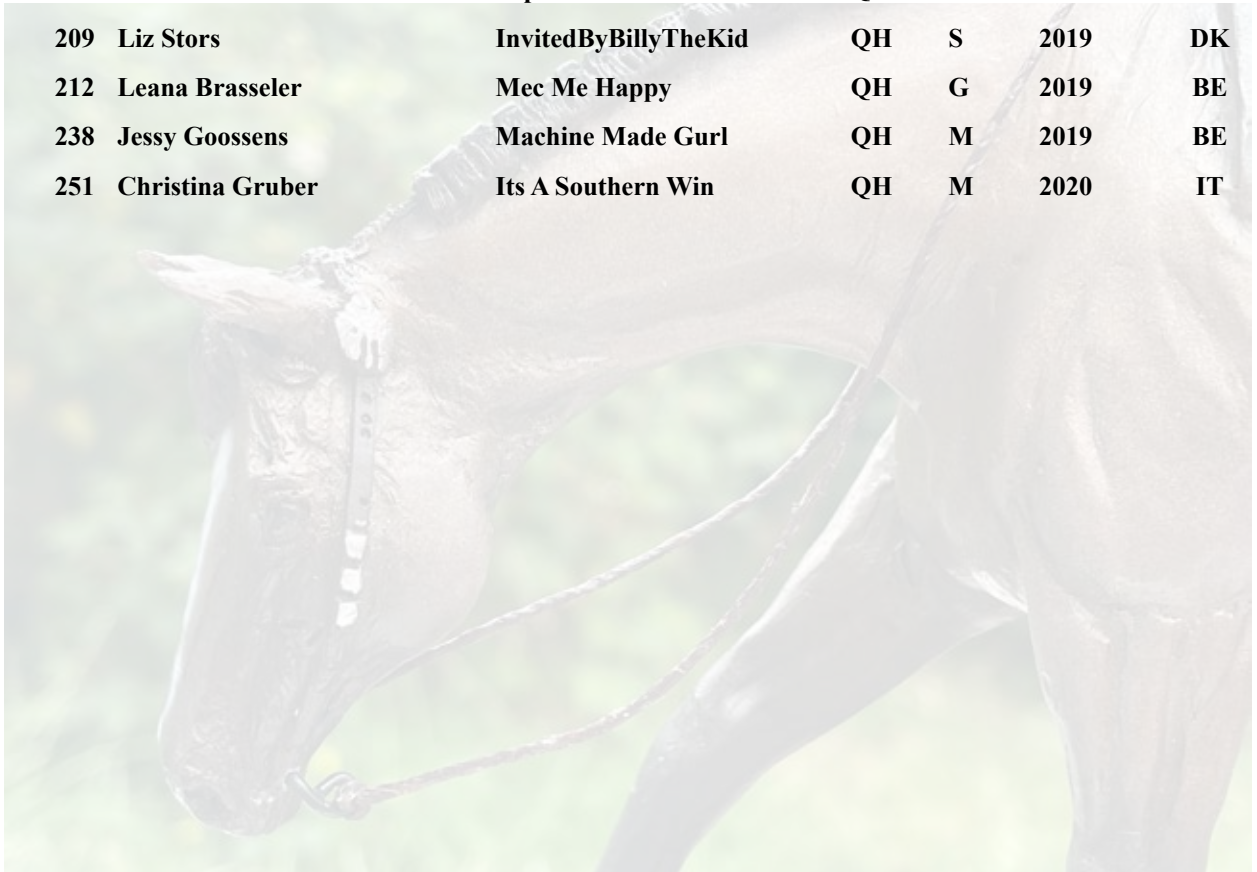 209 Liz Stors InvitedByBillyTheKid QH S 2019 DK
212 Leana Brasseler Mec Me Happy QH G 2019 BE
238 Jessy Goossens Machine Made Gurl QH M 2019 BE
251 Christina Gruber Its A Southern Win QH M 2020 IT